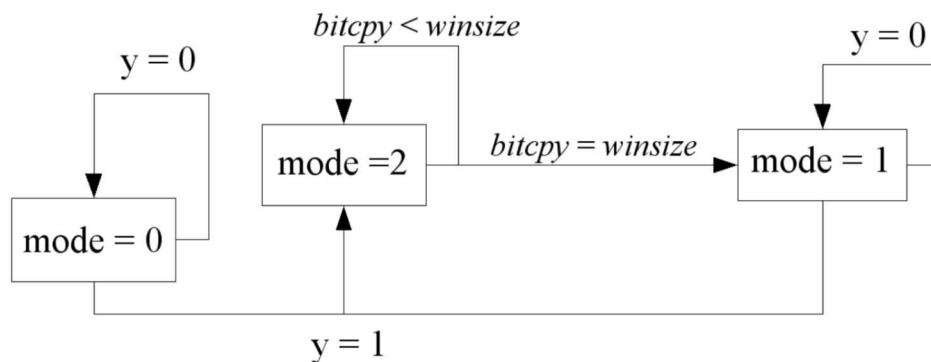 bitcpy < winsize
y = 0
y = 0
bitcpy = winsize
mode =2
mode = 1
mode = 0
y = 1